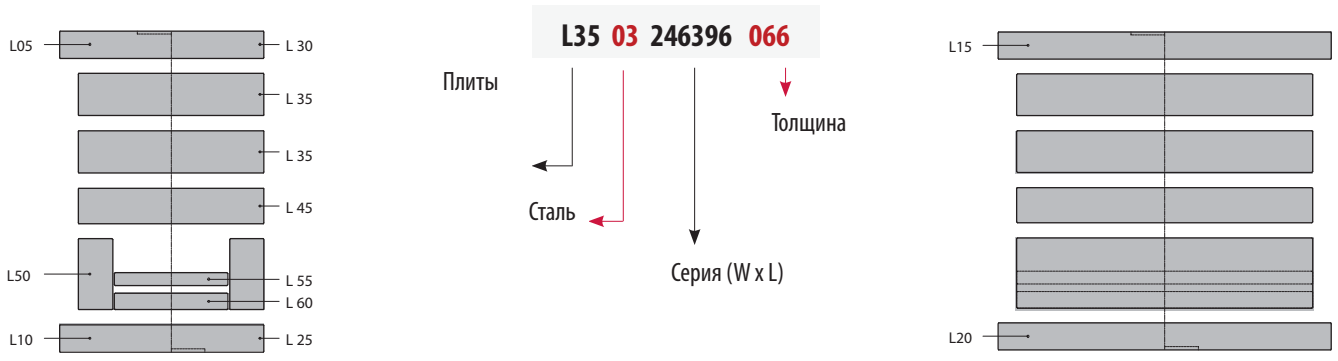 L05
L 30
L 35
L 35
L 45
L50
L 55
L 60
L10
L 25
L35 03 246396 066
Плиты
Толщина
Сталь
Серия (W x L)
L15
L20